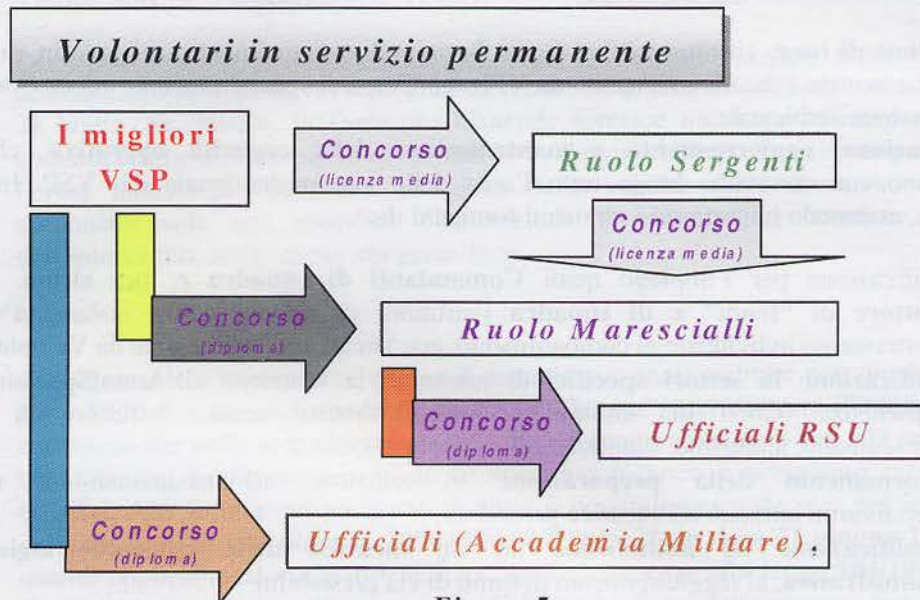 Volontari in servizio permanente
I migliori
VSP
Concorso
(licenza media)
Ruolo Sergenti
Concorso
(licenza media)
Concorso
(diploma)
Ruolo Marescialli
Concorso
(diploma)
Ufficiali RSU
Concorso
(diploma)
Ufficiali (Accademia Militare).